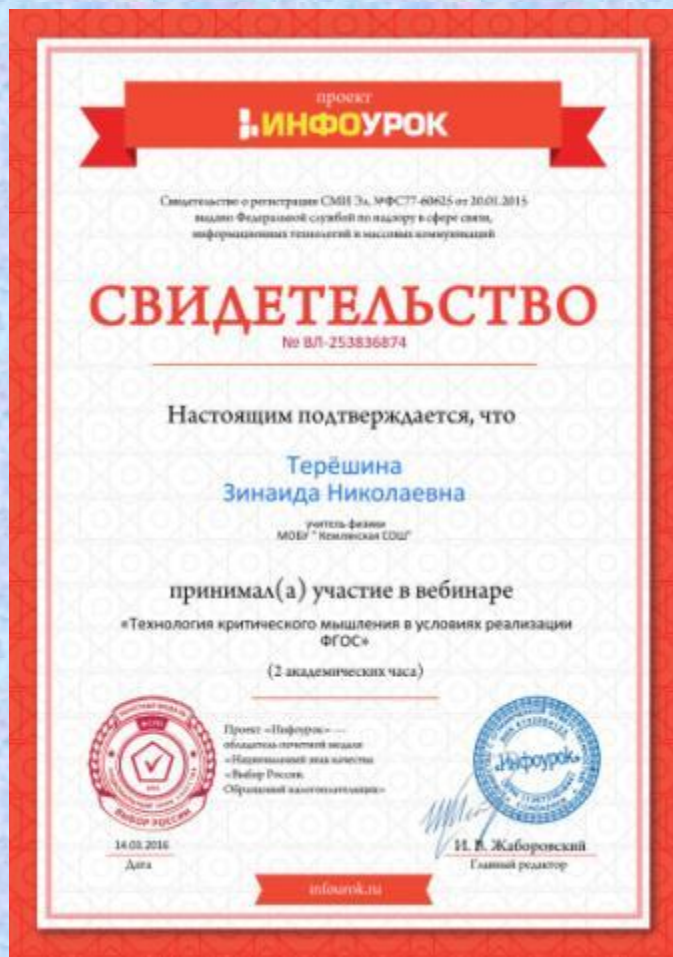 проект
ИНФОУРОК
Свидетельство о регистрации СМИ Эл. №ФС77-60625 от 20.01.2015
выдано Федеральной службой по надзору в сфере связи,
информационных технологий и массовых коммуникаций
СВИДЕТЕЛЬСТВО
№ ВЛ-253836874
Настоящим подтверждается, что
Терёшина
Зинаида Николаевна
учитель физики
МОБУ " Кемлянская СОШ"
принимал(а) участие в вебинаре
«Технология критического мышления в условиях реализации
ФГОС»
(2 академических часа)
Проект «Инфоурок» —
обладатель почетной медали
«Национальный знак качества
«Выбор России.
Образцовый налогоплательщик»
ВЫБОР РОССИИ
«Инфоурок»
14.03.2016
Дата
И. В. Жаборовский
Главный редактор
infourok.ru